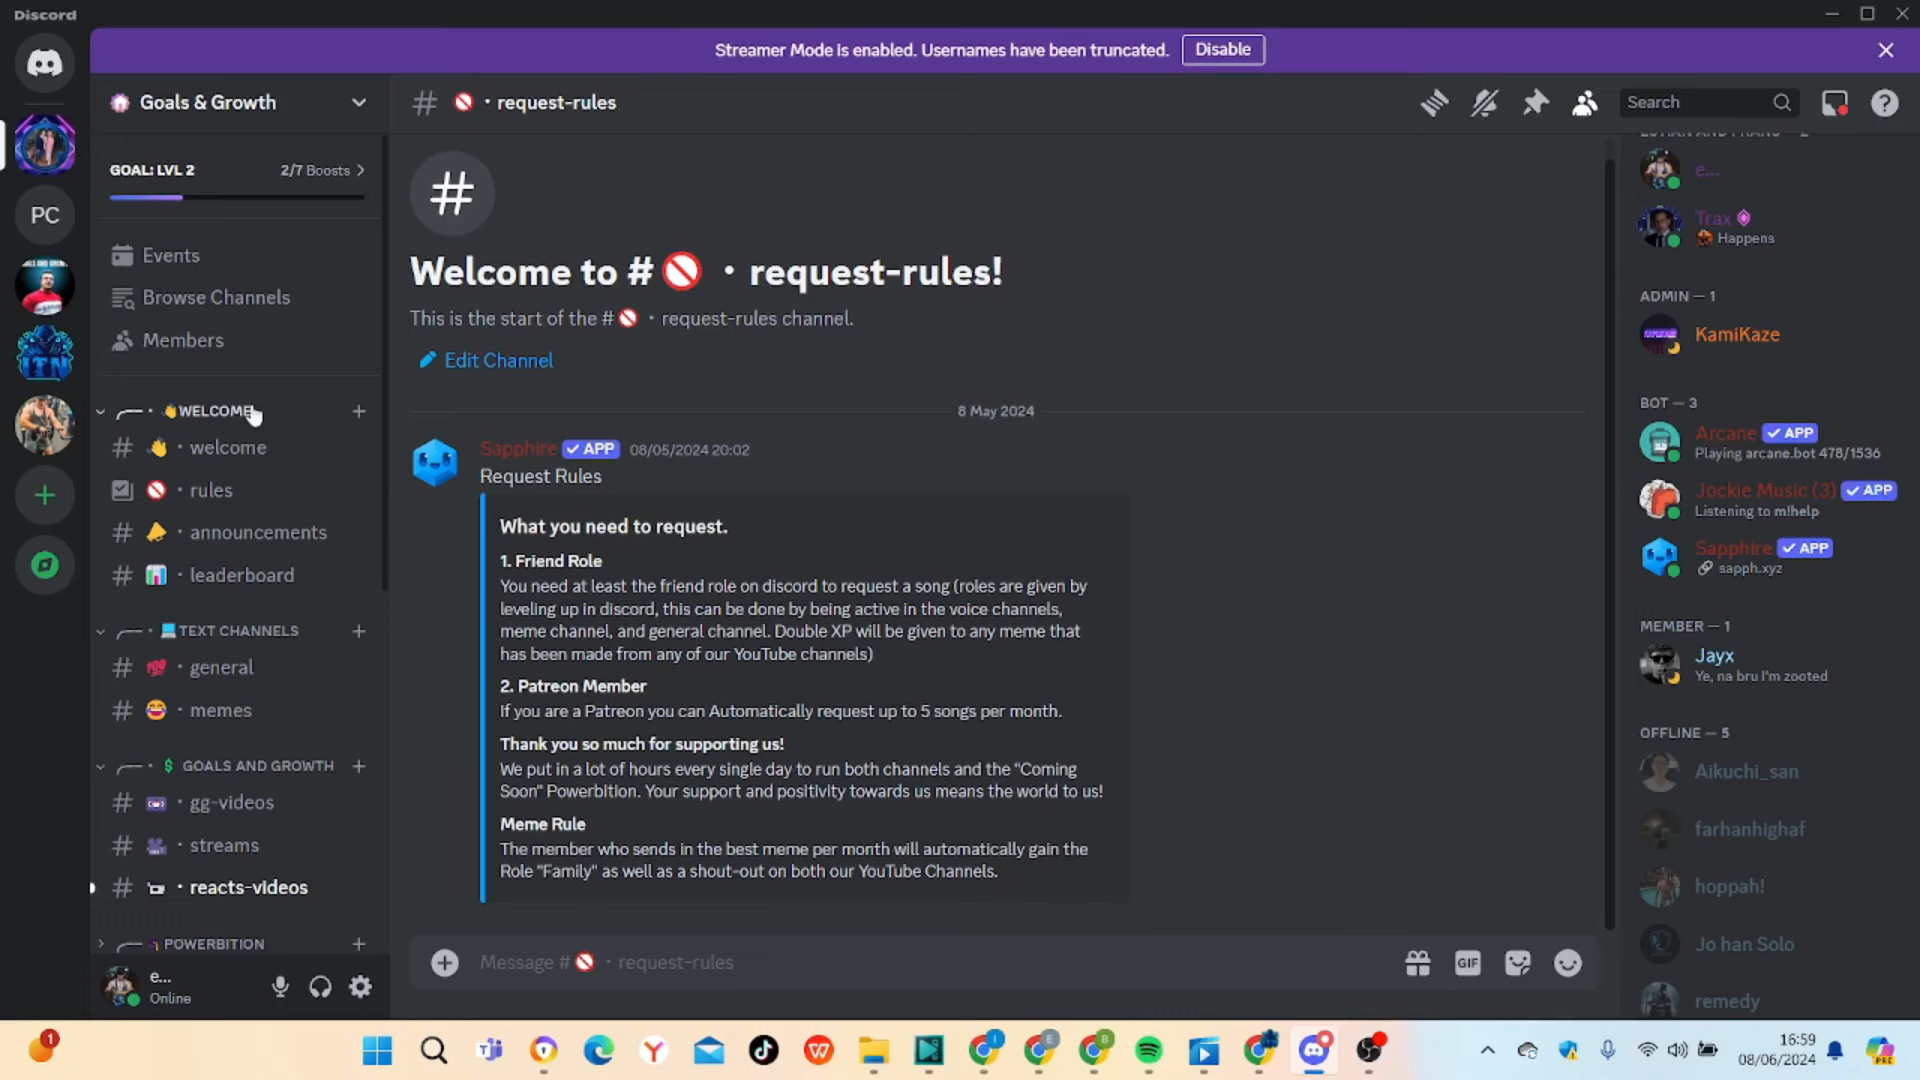 Discord
Streamer Mode is enabled. Usernames have been truncated.
Disable
Goals & Growth
# 🚫・request-rules
Search
GOAL: LVL 2
2/7 Boosts
Events
Browse Channels
Members
👋WELCOME
👋・welcome
🚫・rules
📣・announcements
📊・leaderboard
💻TEXT CHANNELS
💯・general
😂・memes
💲 GOALS AND GROWTH
・gg-videos
・streams
・reacts-videos
POWERBITION
e...
Online
PC
Welcome to #🚫・request-rules!
This is the start of the #🚫・request-rules channel.
Edit Channel
8 May 2024
Sapphire ✓ APP 08/05/2024 20:02
Request Rules
What you need to request.
1. Friend Role
You need at least the friend role on discord to request a song (roles are given by
leveling up in discord, this can be done by being active in the voice channels,
meme channel, and general channel. Double XP will be given to any meme that
has been made from any of our YouTube channels)
2. Patreon Member
If you are a Patreon you can Automatically request up to 5 songs per month.
Thank you so much for supporting us!
We put in a lot of hours every single day to run both channels and the "Coming
Soon" Powerbition. Your support and positivity towards us means the world to us!
Meme Rule
The member who sends in the best meme per month will automatically gain the
Role "Family" as well as a shout-out on both our YouTube Channels.
Message #🚫・request-rules
GIF
e...
Trax
Happens
ADMIN — 1
KamiKaze
BOT — 3
Arcane ✓ APP
Playing arcane.bot 478/1536
Jockie Music (3) ✓ APP
Listening to m!help
Sapphire ✓ APP
sapph.xyz
MEMBER — 1
Jayx
Ye, na bru I'm zooted
OFFLINE — 5
Aikuchi_san
farhanhighaf
hoppah!
Jo han Solo
remedy
1
16:59
08/06/2024